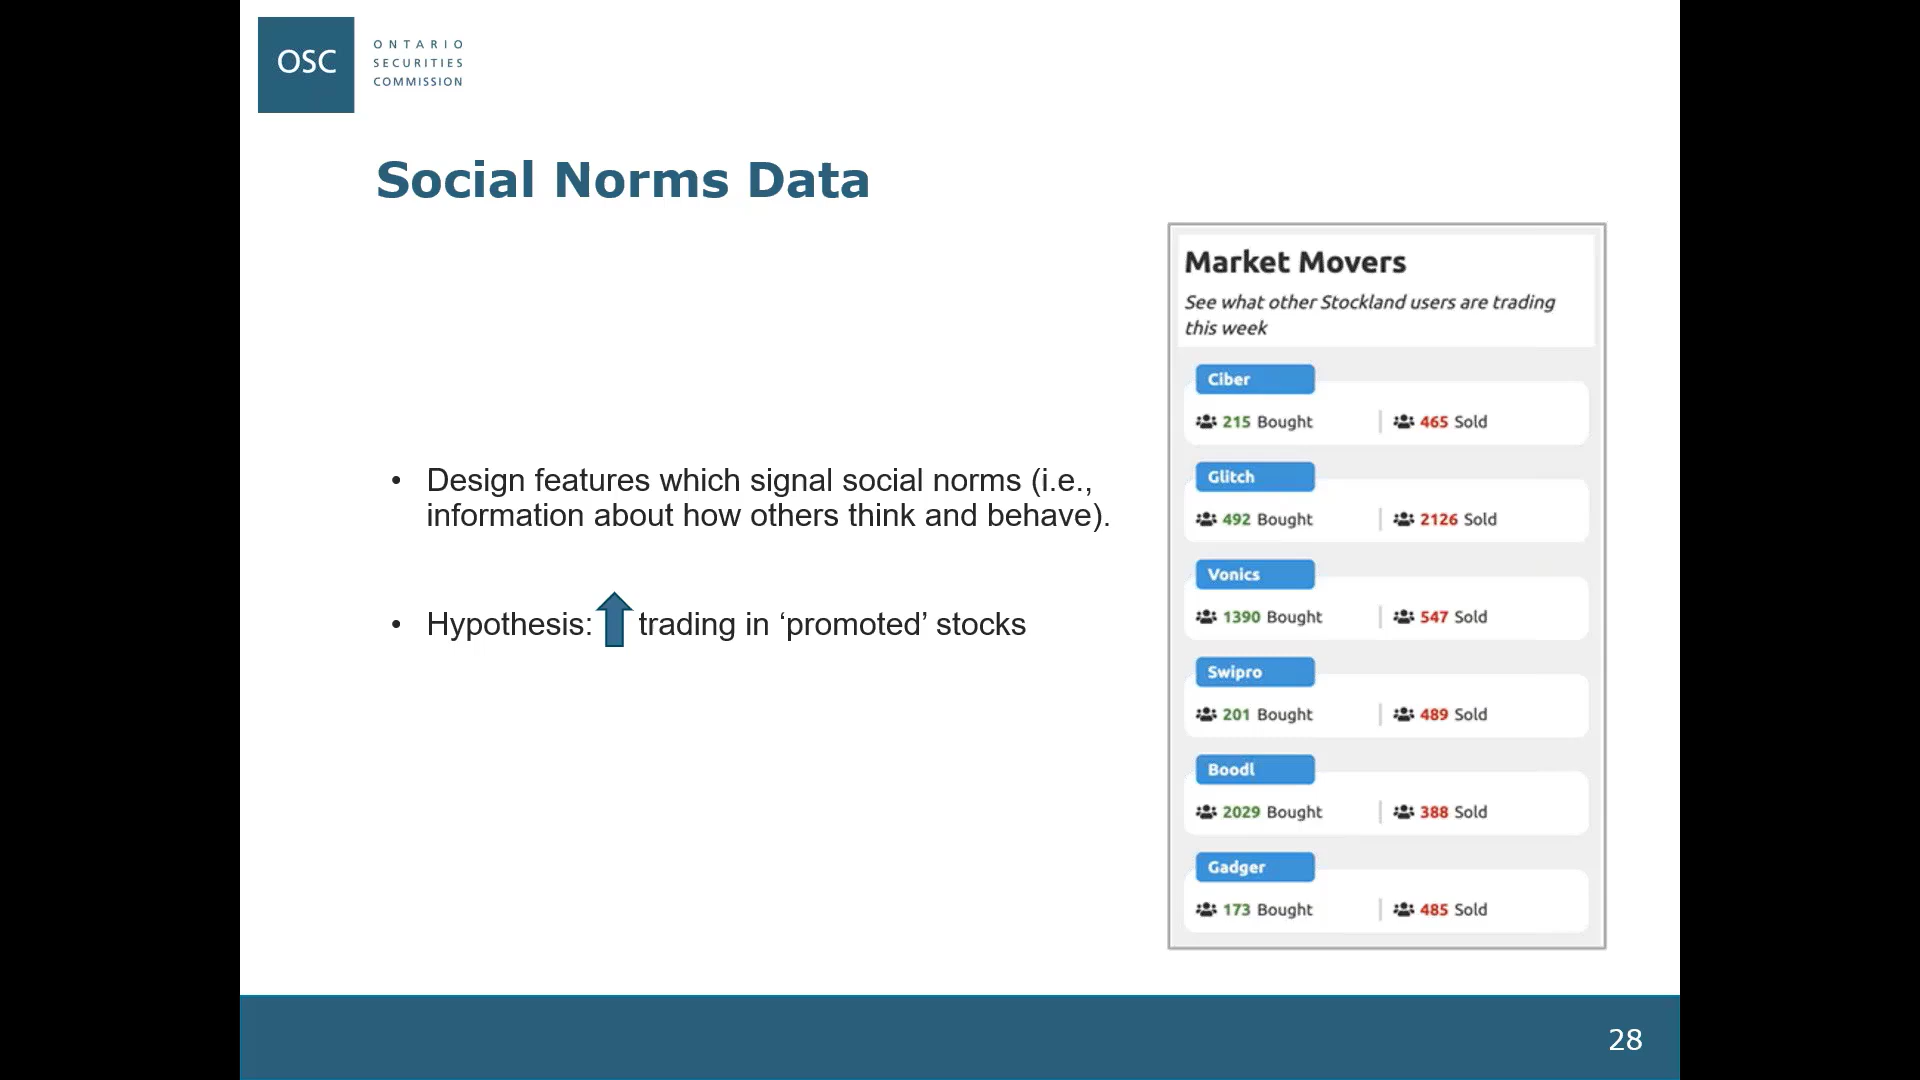 OSC
ONTARIO
SECURITIES
COMMISSION
Social Norms Data
• Design features which signal social norms (i.e.,
information about how others think and behave).
• Hypothesis: trading in ‘promoted’ stocks
Market Movers
See what other Stockland users are trading
this week
Ciber
215 Bought | 465 Sold
Glitch
492 Bought | 2126 Sold
Vonics
1390 Bought | 547 Sold
Swipro
201 Bought | 489 Sold
Boodl
2029 Bought | 388 Sold
Gadger
173 Bought | 485 Sold
28